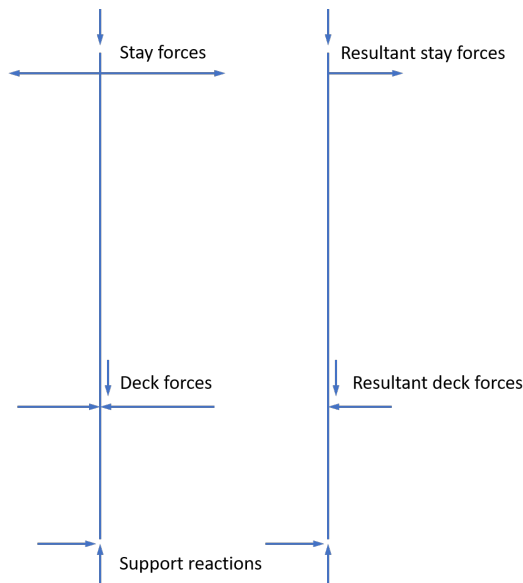 Stay forces
Resultant stay forces
Deck forces
Resultant deck forces
Support reactions